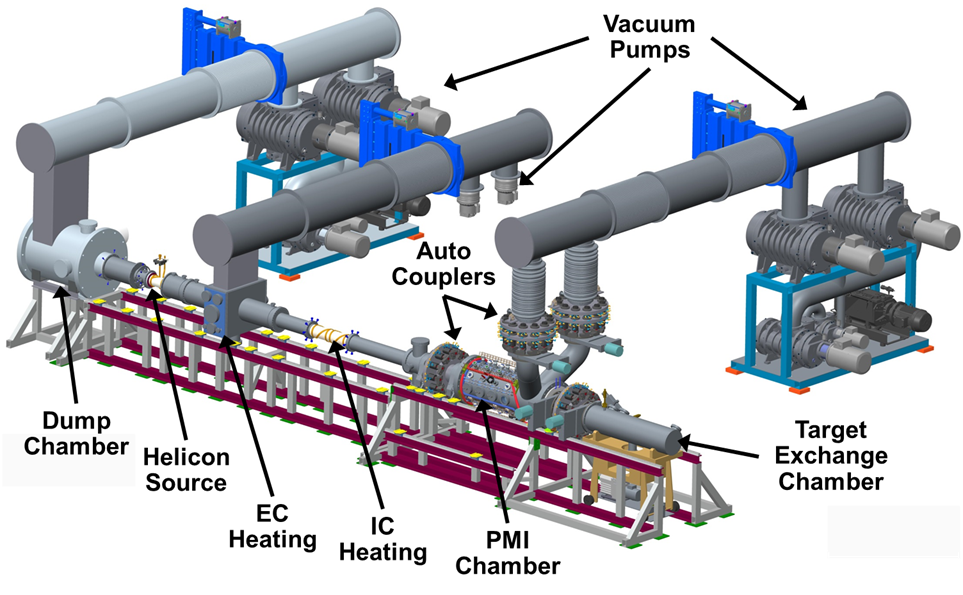 Vacuum
Pumps
Auto
Couplers
Dump
Chamber
Helicon
Source
EC
Heating
IC
Heating
PMI
Chamber
Target
Exchange
Chamber